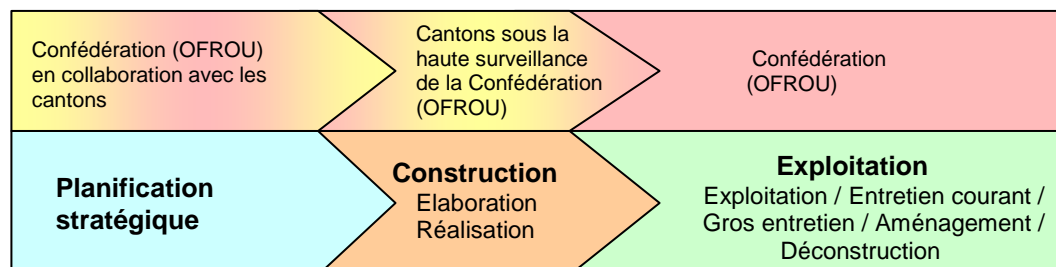 Confédération (OFROU)
en collaboration avec les
cantons
Cantons sous la
haute surveillance
de la Confédération
(OFROU)
Confédération
(OFROU)
Planification
stratégique
Construction
Elaboration
Réalisation
Exploitation
Exploitation / Entretien courant /
Gros entretien / Aménagement /
Déconstruction